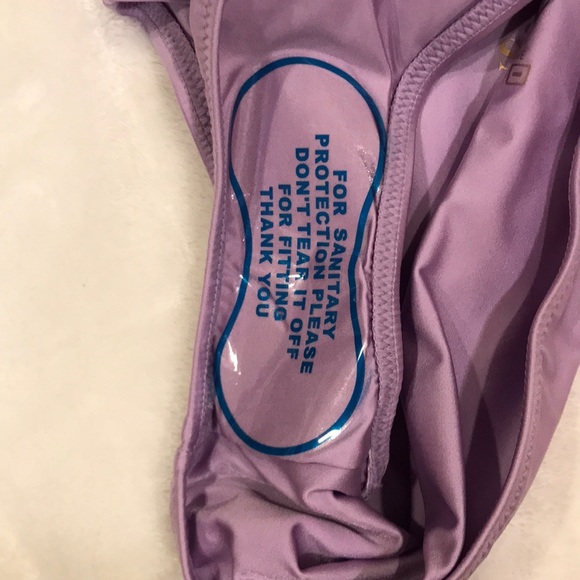 FOR SANITARY
PROTECTION PLEASE
DON'T TEAR IT OFF
FOR FITTING
THANK YOU